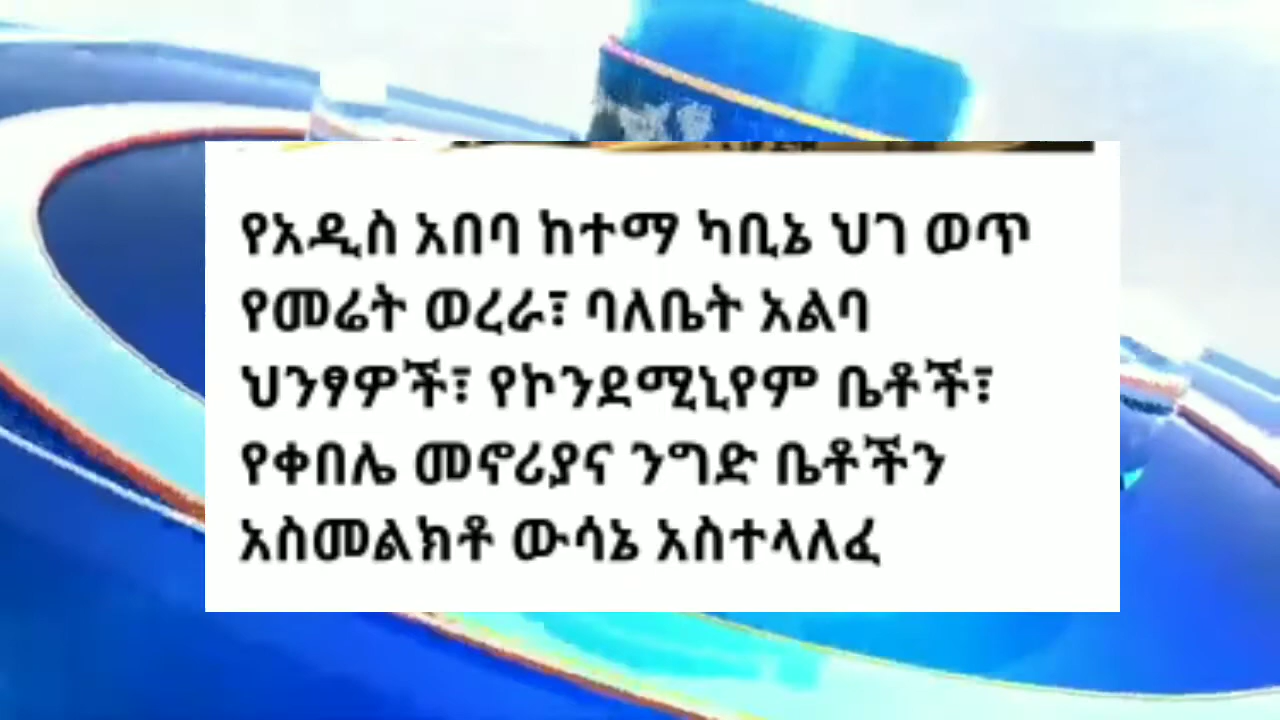 የአዲስ አበባ ከተማ ካቢኔ ህገ ወጥ
የመሬት ወረራ፣ ባለቤት አልባ
ህንፃዎች፣ የኮንደሚኒየም ቤቶች፣
የቀበሌ መኖሪያና ንግድ ቤቶችን
አስመልክቶ ውሳኔ አስተላለፈ